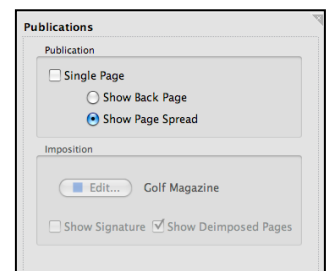 Publications
Publication
Single Page
Show Back Page
Show Page Spread
Imposition
Edit... Golf Magazine
Show Signature Show Deimposed Pages